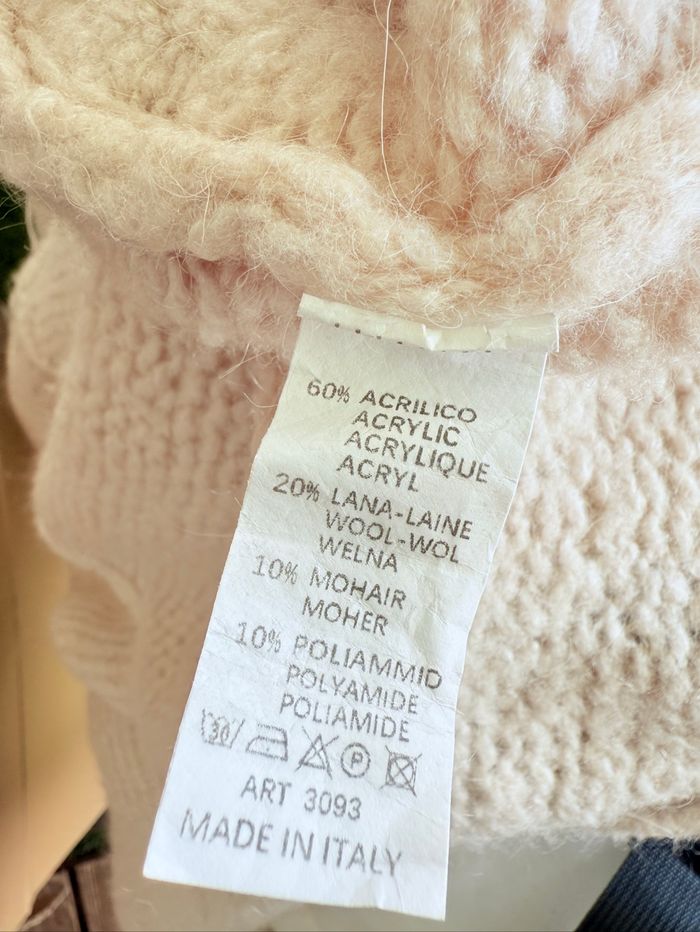 60% ACRILICO
ACRYLIC
ACRYLIQUE
ACRYL
20% LANA-LAINE
WOOL-WOL
WELNA
10% MOHAIR
MOHER
10% POLIAMMID
POLYAMIDE
POLIAMIDE
30 P
ART 3093
MADE IN ITALY